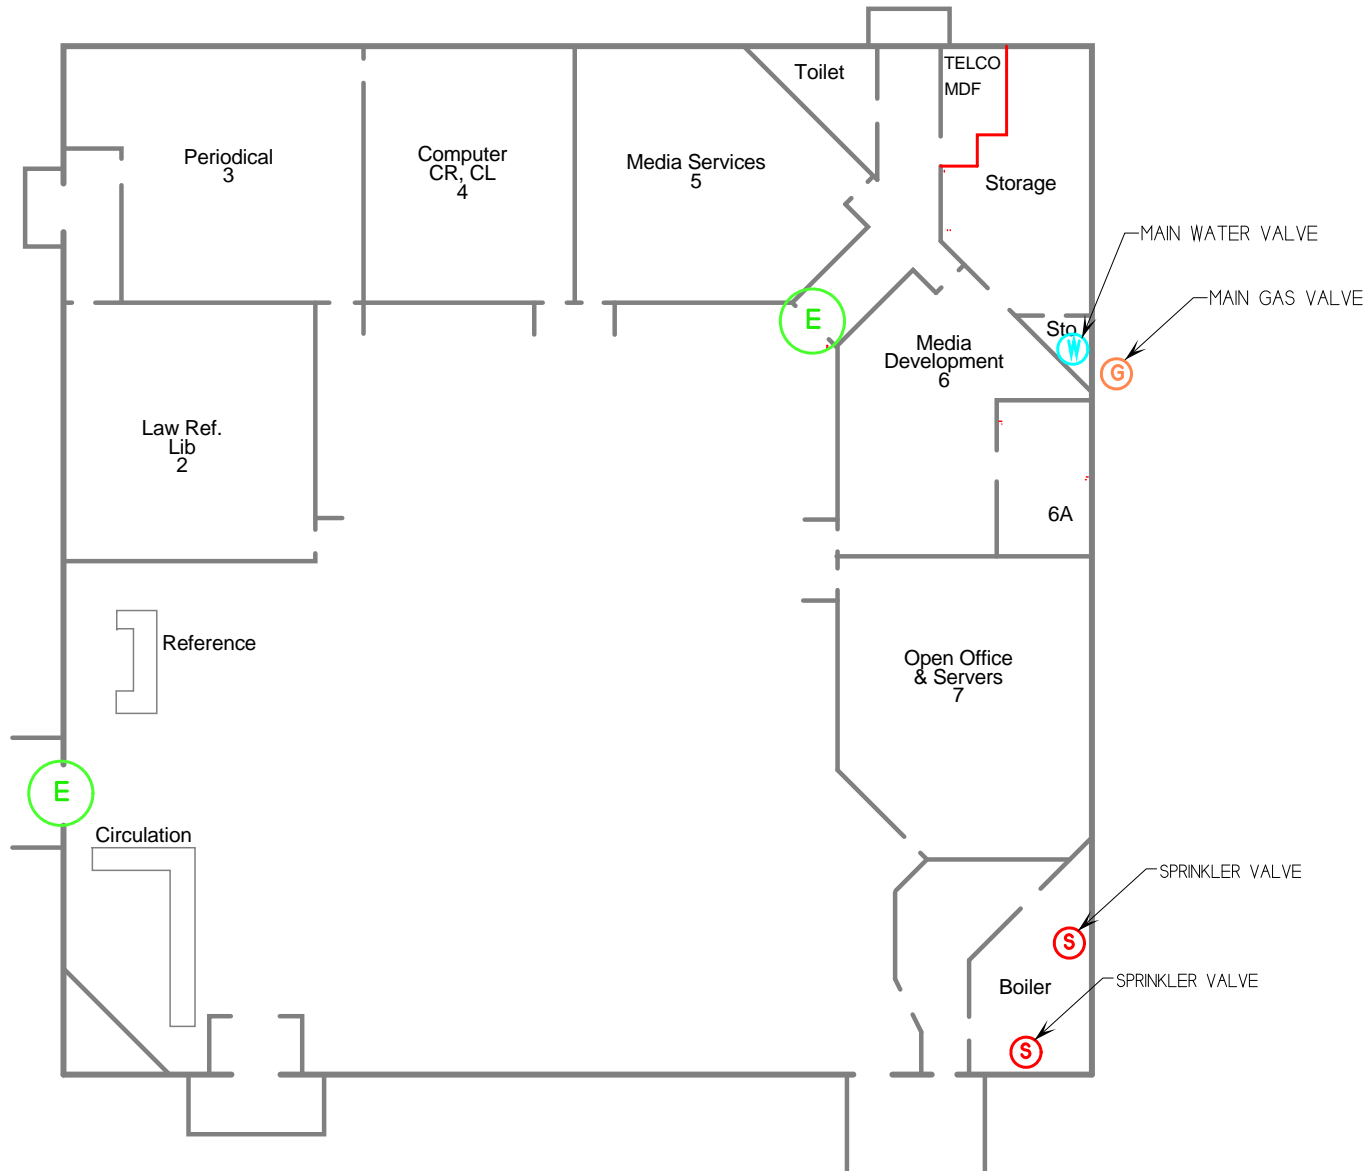 Toilet
TELCO
MDF
Periodical
3
Computer
CR, CL
4
Media Services
5
Storage
MAIN WATER VALVE
MAIN GAS VALVE
E
Sto
W
G
Media
Development
6
Law Ref.
Lib
2
6A
Reference
Open Office
& Servers
7
E
Circulation
SPRINKLER VALVE
S
Boiler
SPRINKLER VALVE
S